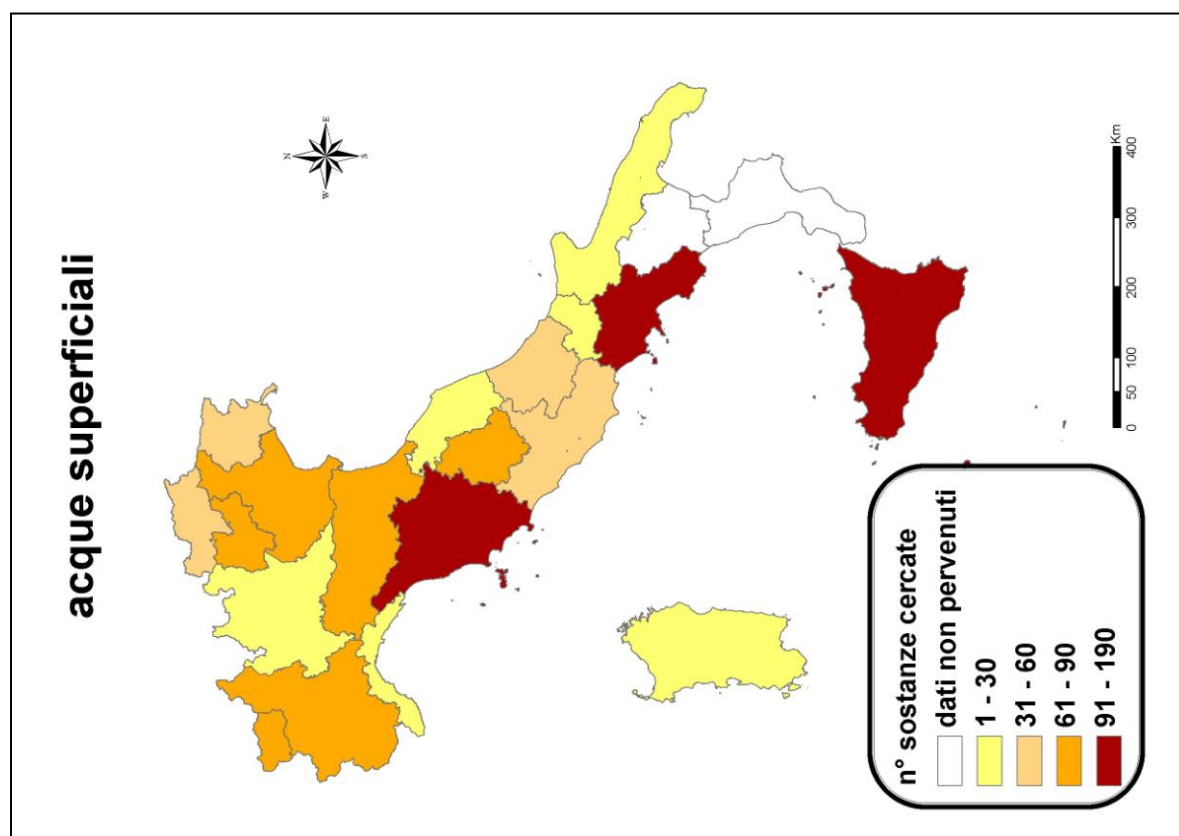 acque superficiali
N
W
E
S
n° sostanze cercate
dati non pervenuti
1 - 30
31 - 60
61 - 90
91 - 190
0 50 100 200 300 400
Km